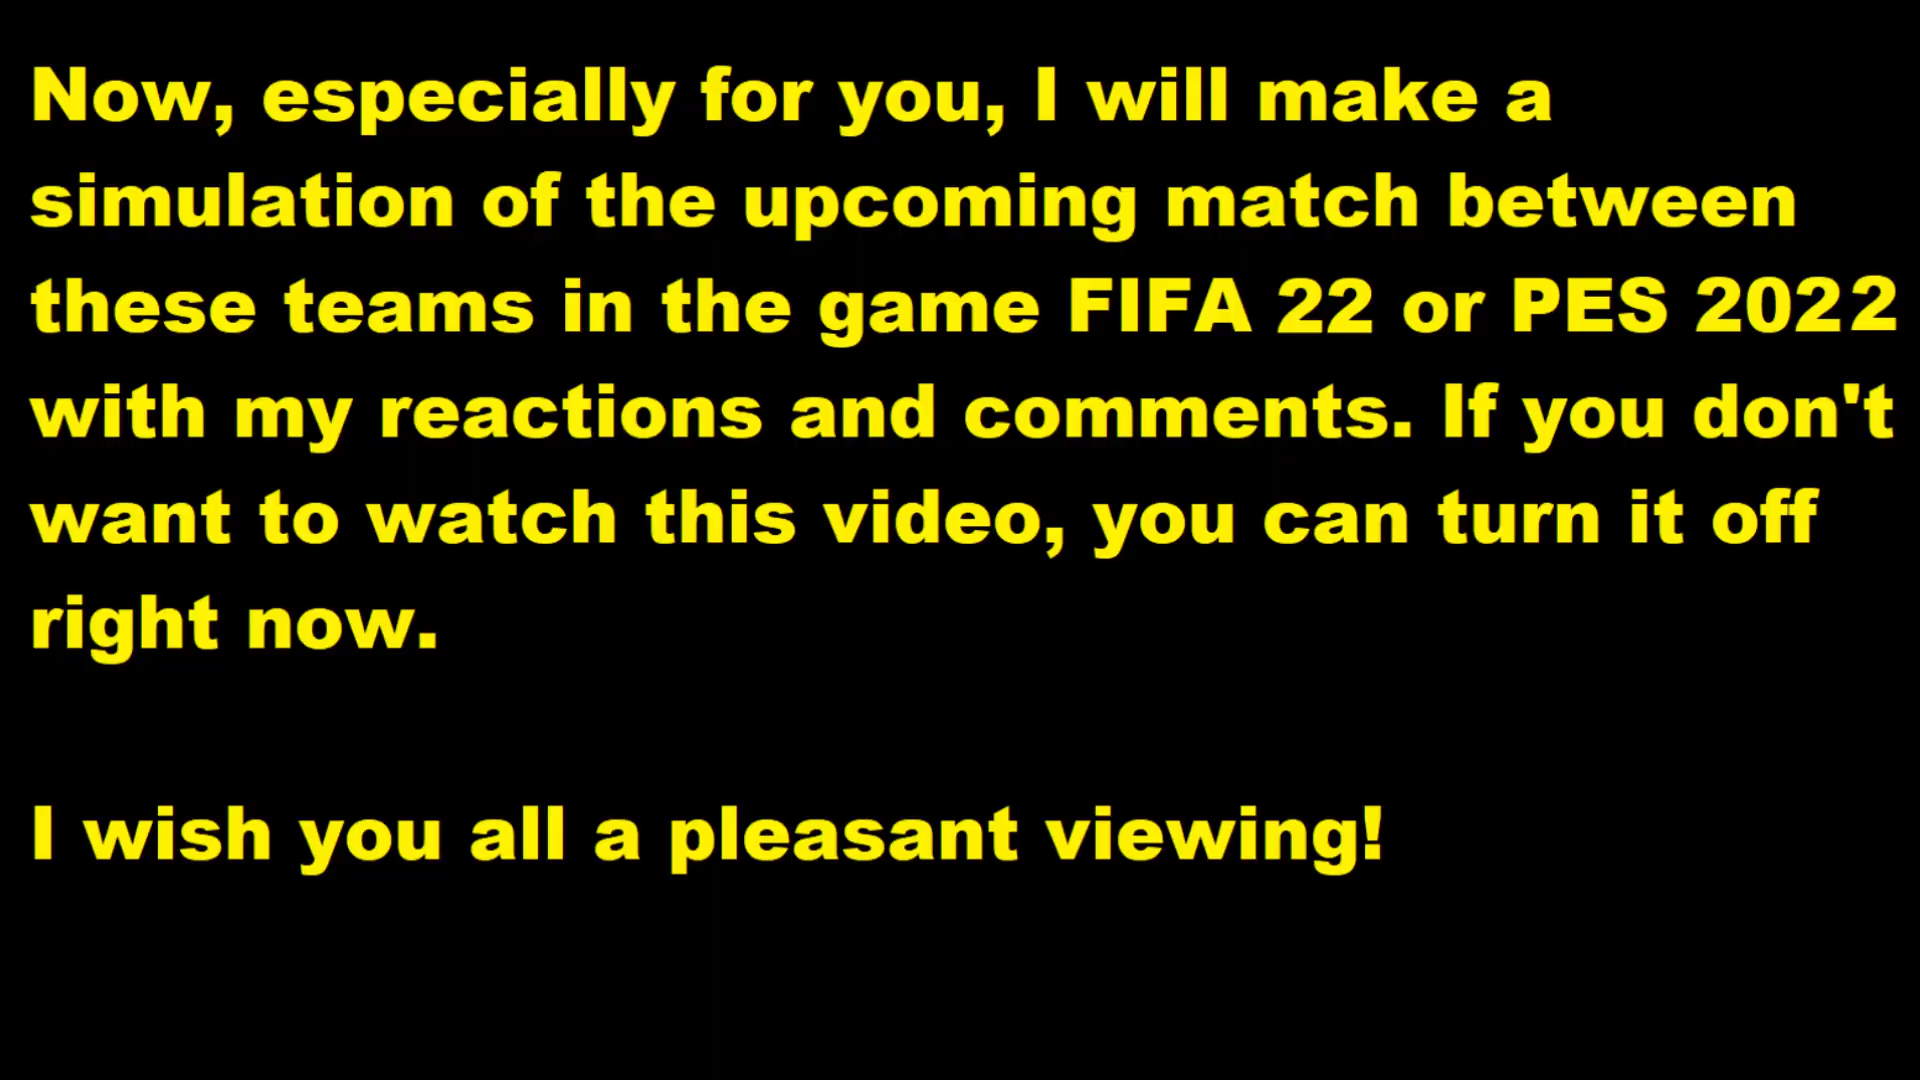 Now, especially for you, I will make a
simulation of the upcoming match between
these teams in the game FIFA 22 or PES 2022
with my reactions and comments. If you don't
want to watch this video, you can turn it off
right now.
I wish you all a pleasant viewing!